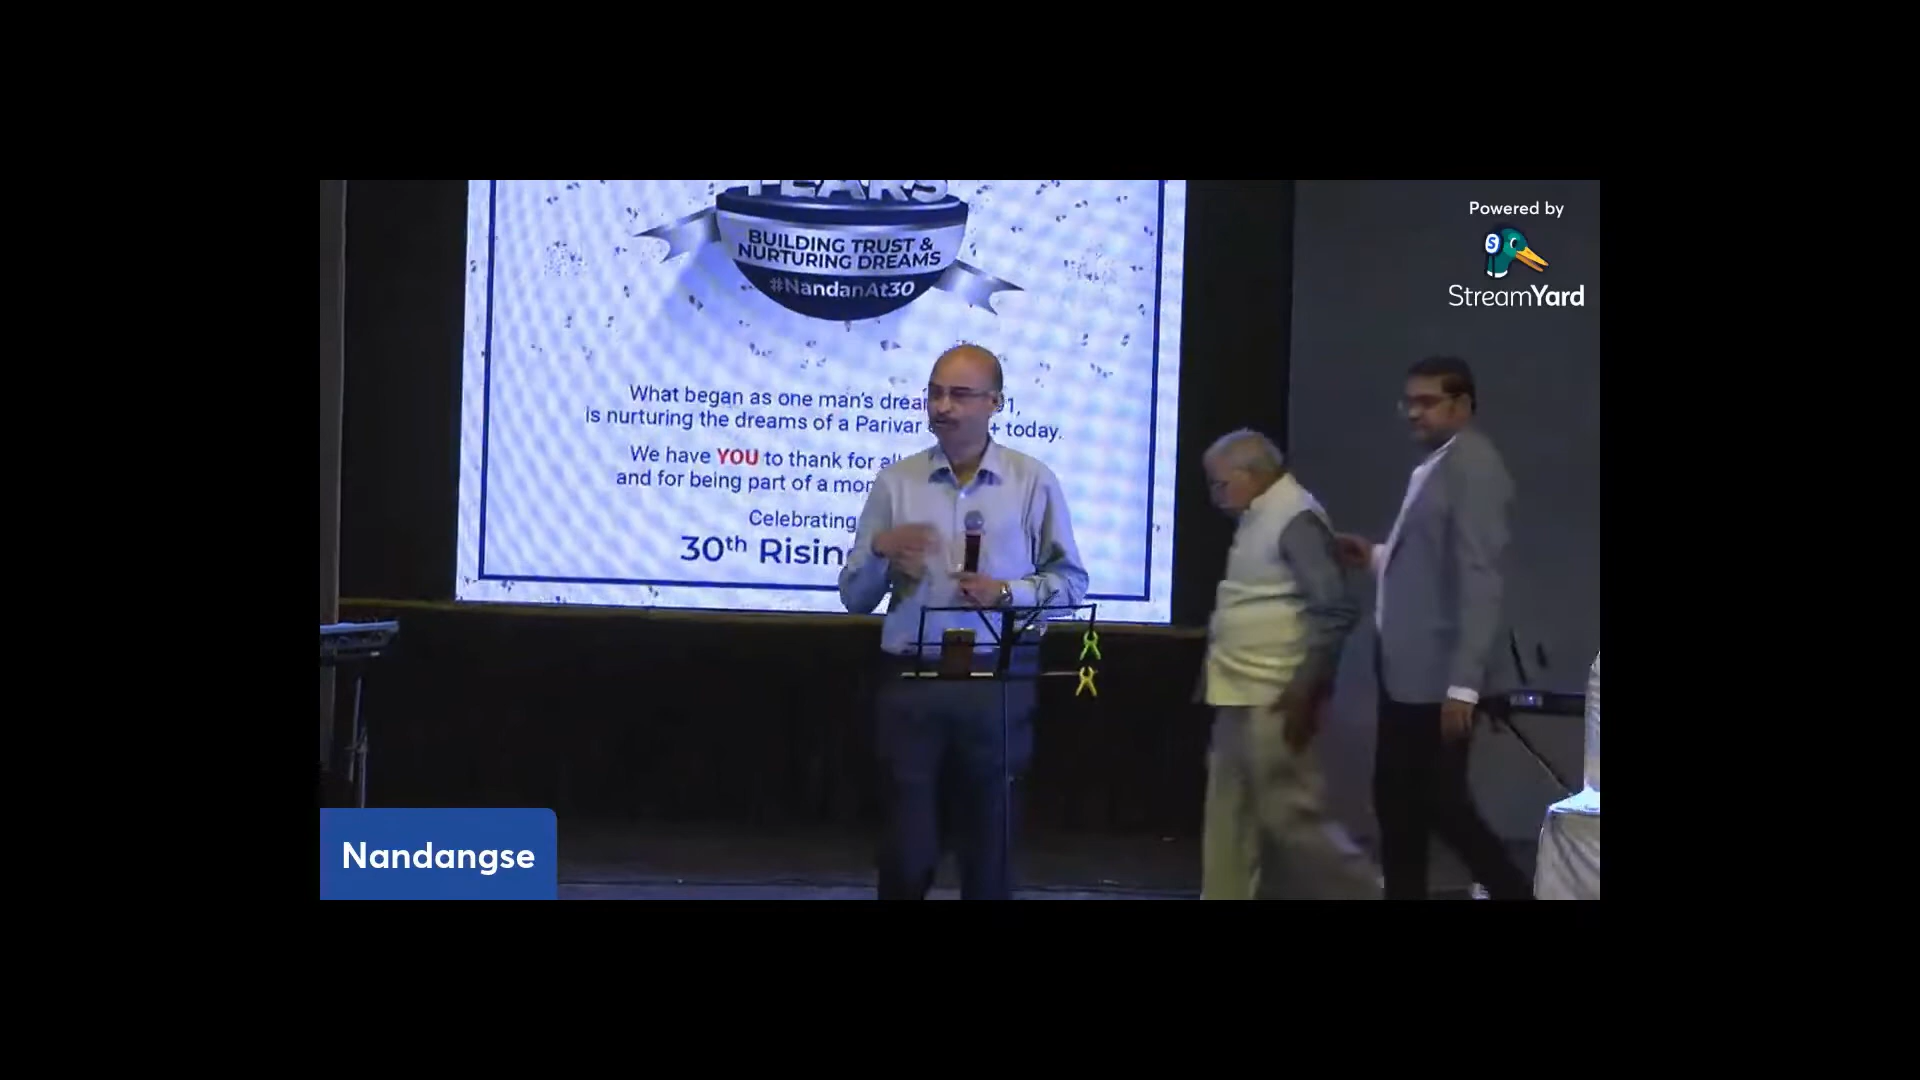 YEARS
BUILDING TRUST &
NURTURING DREAMS
#NandanAt30
What began as one man's
is nurturing the dreams of a Parivar + today.
We have YOU to thank for
and for being part of a
Celebrating
30th
Powered by
StreamYard
Nandangse